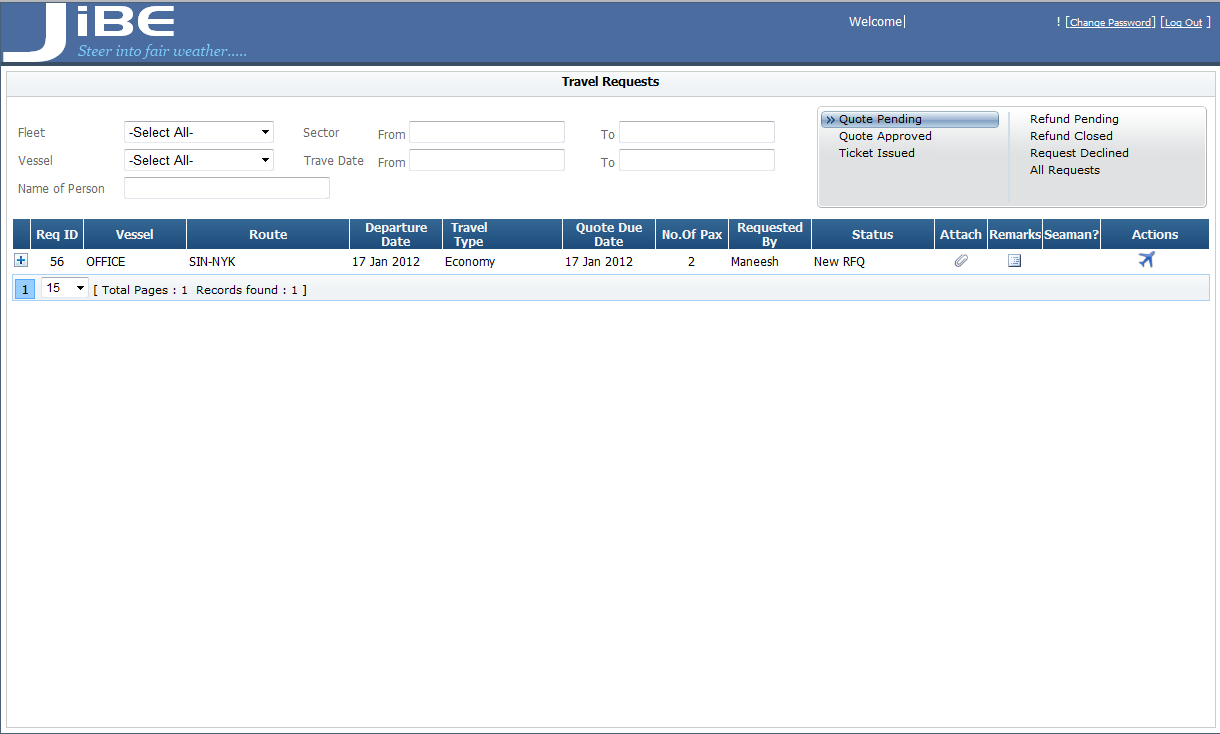 JiBE
Steer into fair weather.....
Welcome| ! [Change Password] [Log Out ]
Travel Requests
Fleet -Select All- Sector From To
Vessel -Select All- Trave Date From To
Name of Person
» Quote Pending
Quote Approved
Ticket Issued
Refund Pending
Refund Closed
Request Declined
All Requests
Req ID Vessel Route Departure Date Travel Type Quote Due Date No.Of Pax Requested By Status Attach Remarks Seaman? Actions
56 OFFICE SIN-NYK 17 Jan 2012 Economy 17 Jan 2012 2 Maneesh New RFQ
1 15 [ Total Pages : 1 Records found : 1 ]